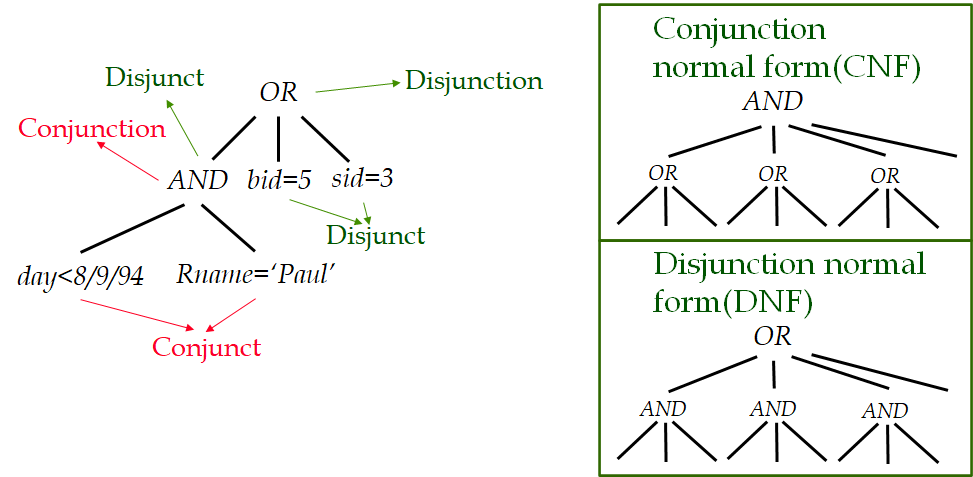 Disjunct
OR
Disjunction
Conjunction
AND
bid=5
sid=3
Disjunct
day<8/9/94
Rname=‘Paul’
Conjunct
Conjunction
normal form(CNF)
AND
OR
OR
OR
Disjunction normal
form(DNF)
OR
AND
AND
AND